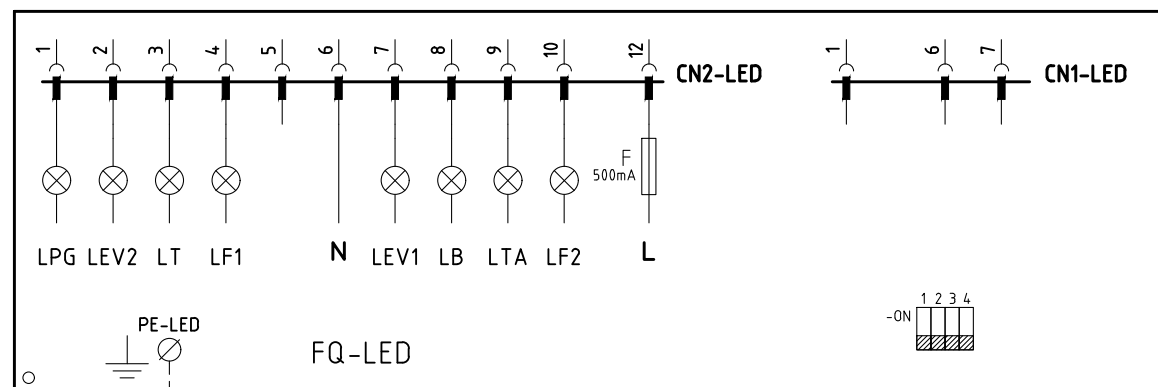 1 2 3 4 5 6 7 8 9 10 12 CN2-LED 1 6 7 CN1-LED
F
500mA
LPG LEV2 LT LF1 N LEV1 LB LTA LF2 L
1 2 3 4
-ON
PE-LED
FQ-LED